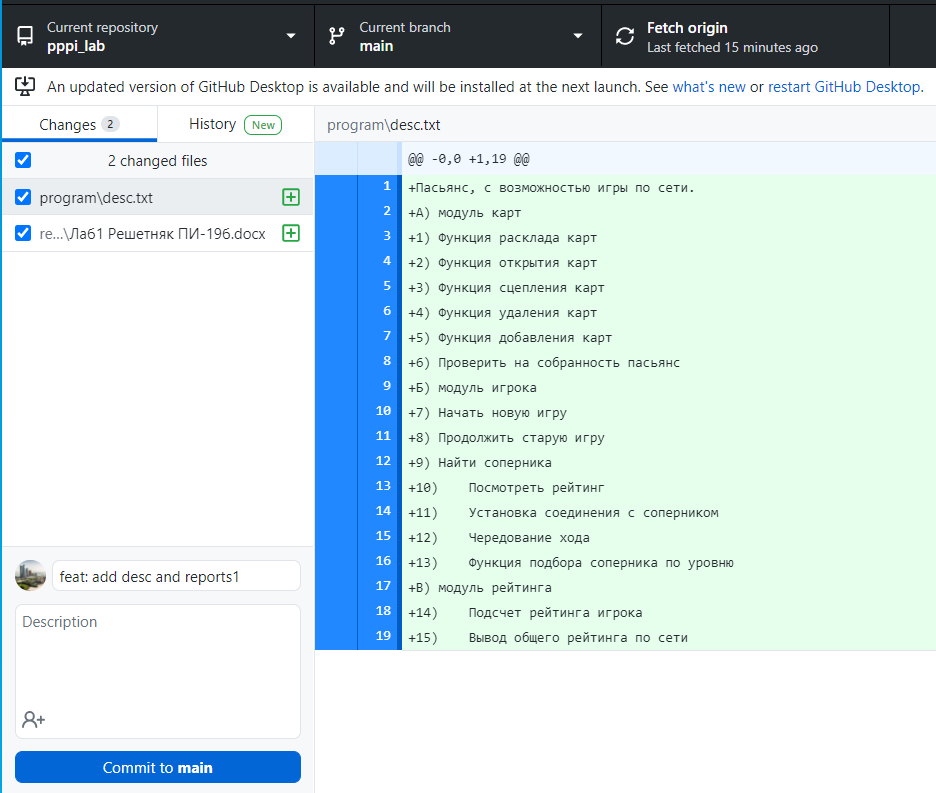 Current repository
pppi_lab
Current branch
main
Fetch origin
Last fetched 15 minutes ago
An updated version of GitHub Desktop is available and will be installed at the next launch. See what's new or restart GitHub Desktop.
Changes 2
History New
2 changed files
program\desc.txt
re...\Лаб1 Решетняк ПИ-196.docx
feat: add desc and reports1
Description
Commit to main
program\desc.txt
@@ -0,0 +1,19 @@
1 +Пасьянс, с возможностью игры по сети.
2 +А) модуль карт
3 +1) Функция расклада карт
4 +2) Функция открытия карт
5 +3) Функция сцепления карт
6 +4) Функция удаления карт
7 +5) Функция добавления карт
8 +6) Проверить на собранность пасьянс
9 +Б) модуль игрока
10 +7) Начать новую игру
11 +8) Продолжить старую игру
12 +9) Найти соперника
13 +10) Посмотреть рейтинг
14 +11) Установка соединения с соперником
15 +12) Чередование хода
16 +13) Функция подбора соперника по уровню
17 +В) модуль рейтинга
18 +14) Подсчет рейтинга игрока
19 +15) Вывод общего рейтинга по сети